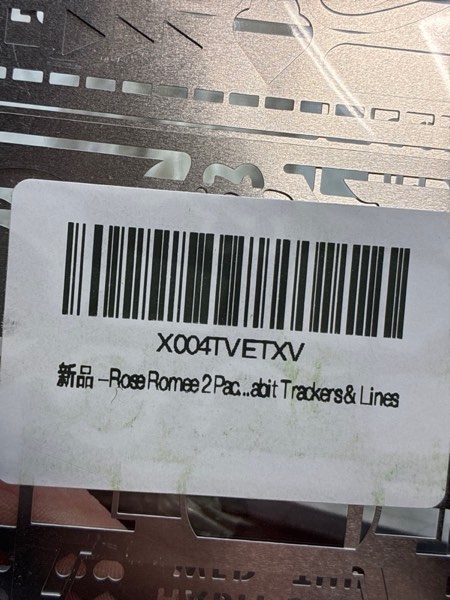 X004TVETXV
新品 --Rose Romee 2 Pac...abit Trackers & Lines